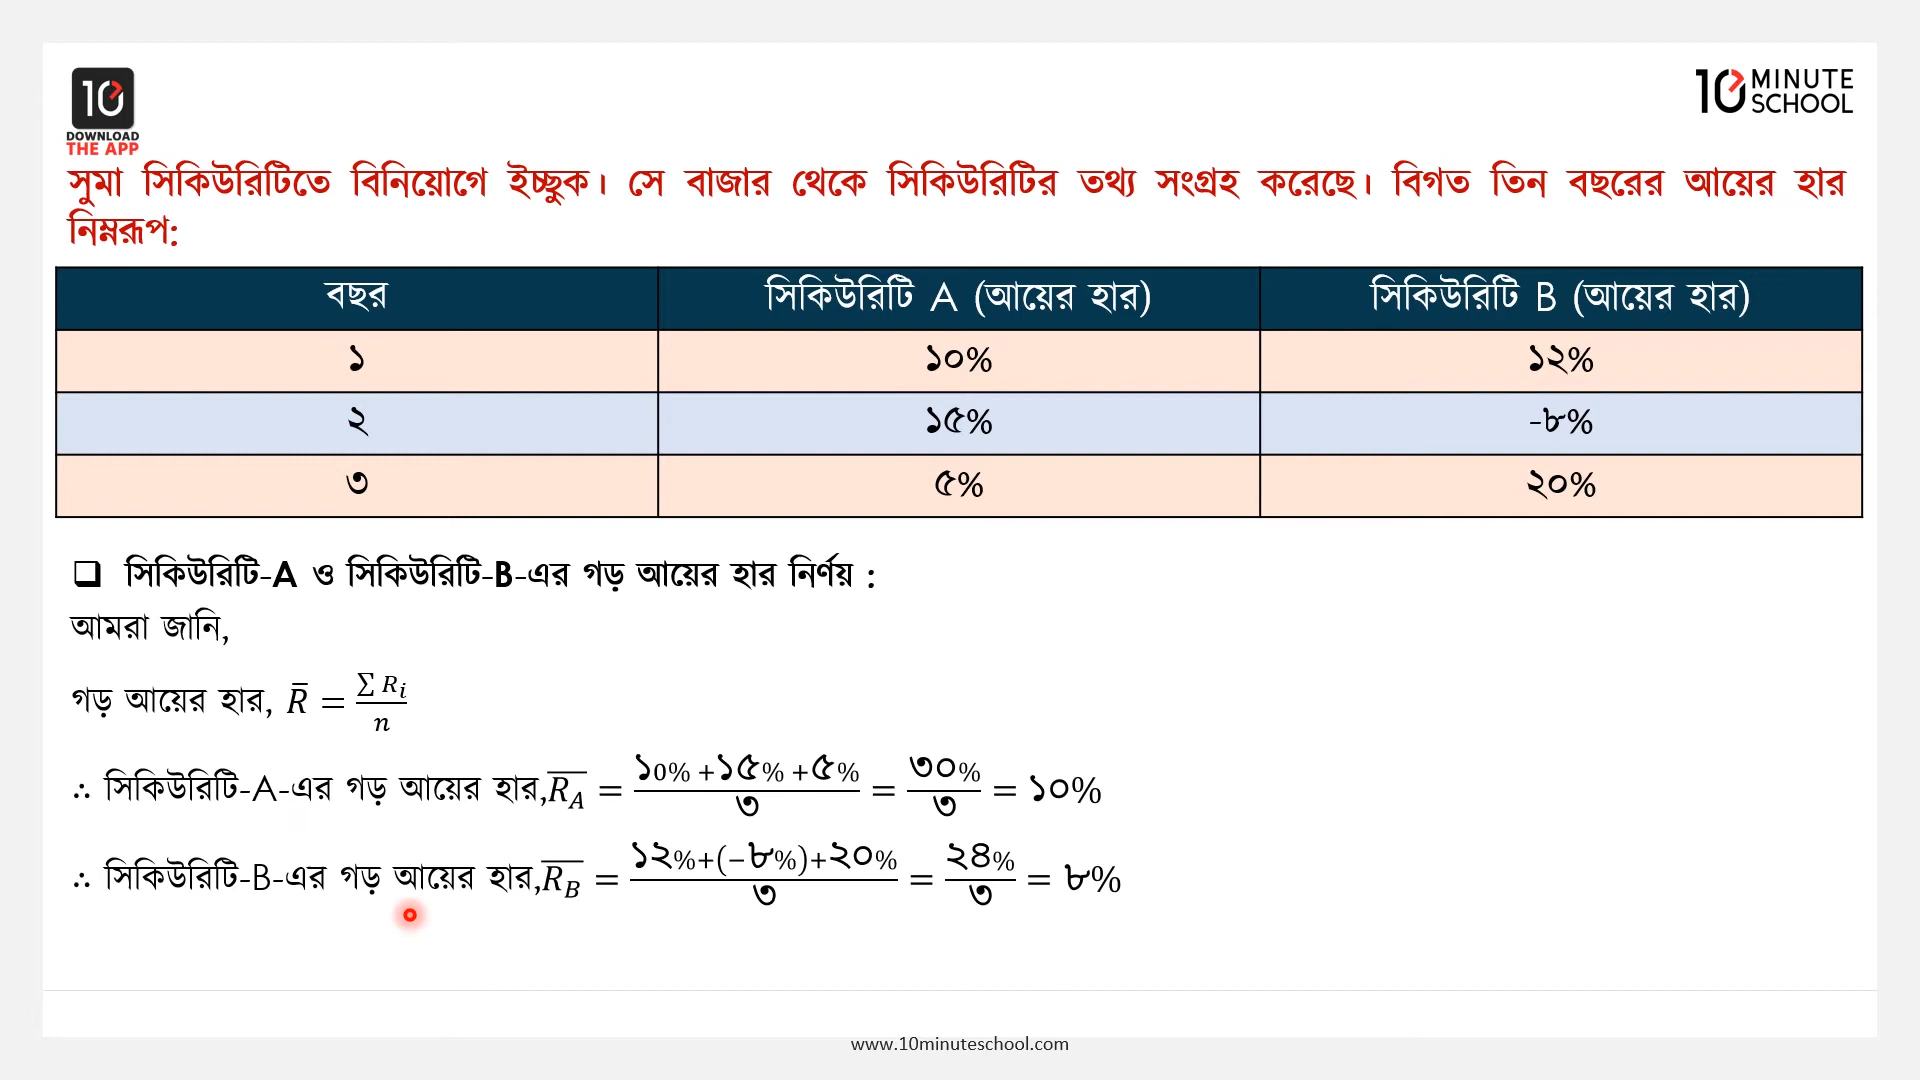 10
DOWNLOAD
THE APP
10 MINUTE
SCHOOL
সুমা সিকিউরিটিতে বিনিয়োগে ইচ্ছুক। সে বাজার থেকে সিকিউরিটির তথ্য সংগ্রহ করেছে। বিগত তিন বছরের আয়ের হার
নিম্নরূপ:
বছর সিকিউরিটি A (আয়ের হার) সিকিউরিটি B (আয়ের হার)
১ ১০% ১২%
২ ১৫% -৮%
৩ ৫% ২০%
❑ সিকিউরিটি-A ও সিকিউরিটি-B-এর গড় আয়ের হার নির্ণয় :
আমরা জানি,
গড় আয়ের হার, R̄ = ∑ Rᵢ / n
∴ সিকিউরিটি-A-এর গড় আয়ের হার, R̅_A = (১0% +১৫% +৫%) / ৩ = ৩০% / ৩ = ১০%
∴ সিকিউরিটি-B-এর গড় আয়ের হার, R̅_B = (১২%+(−৮%)+২০%) / ৩ = ২৪% / ৩ = ৮%
www.10minuteschool.com